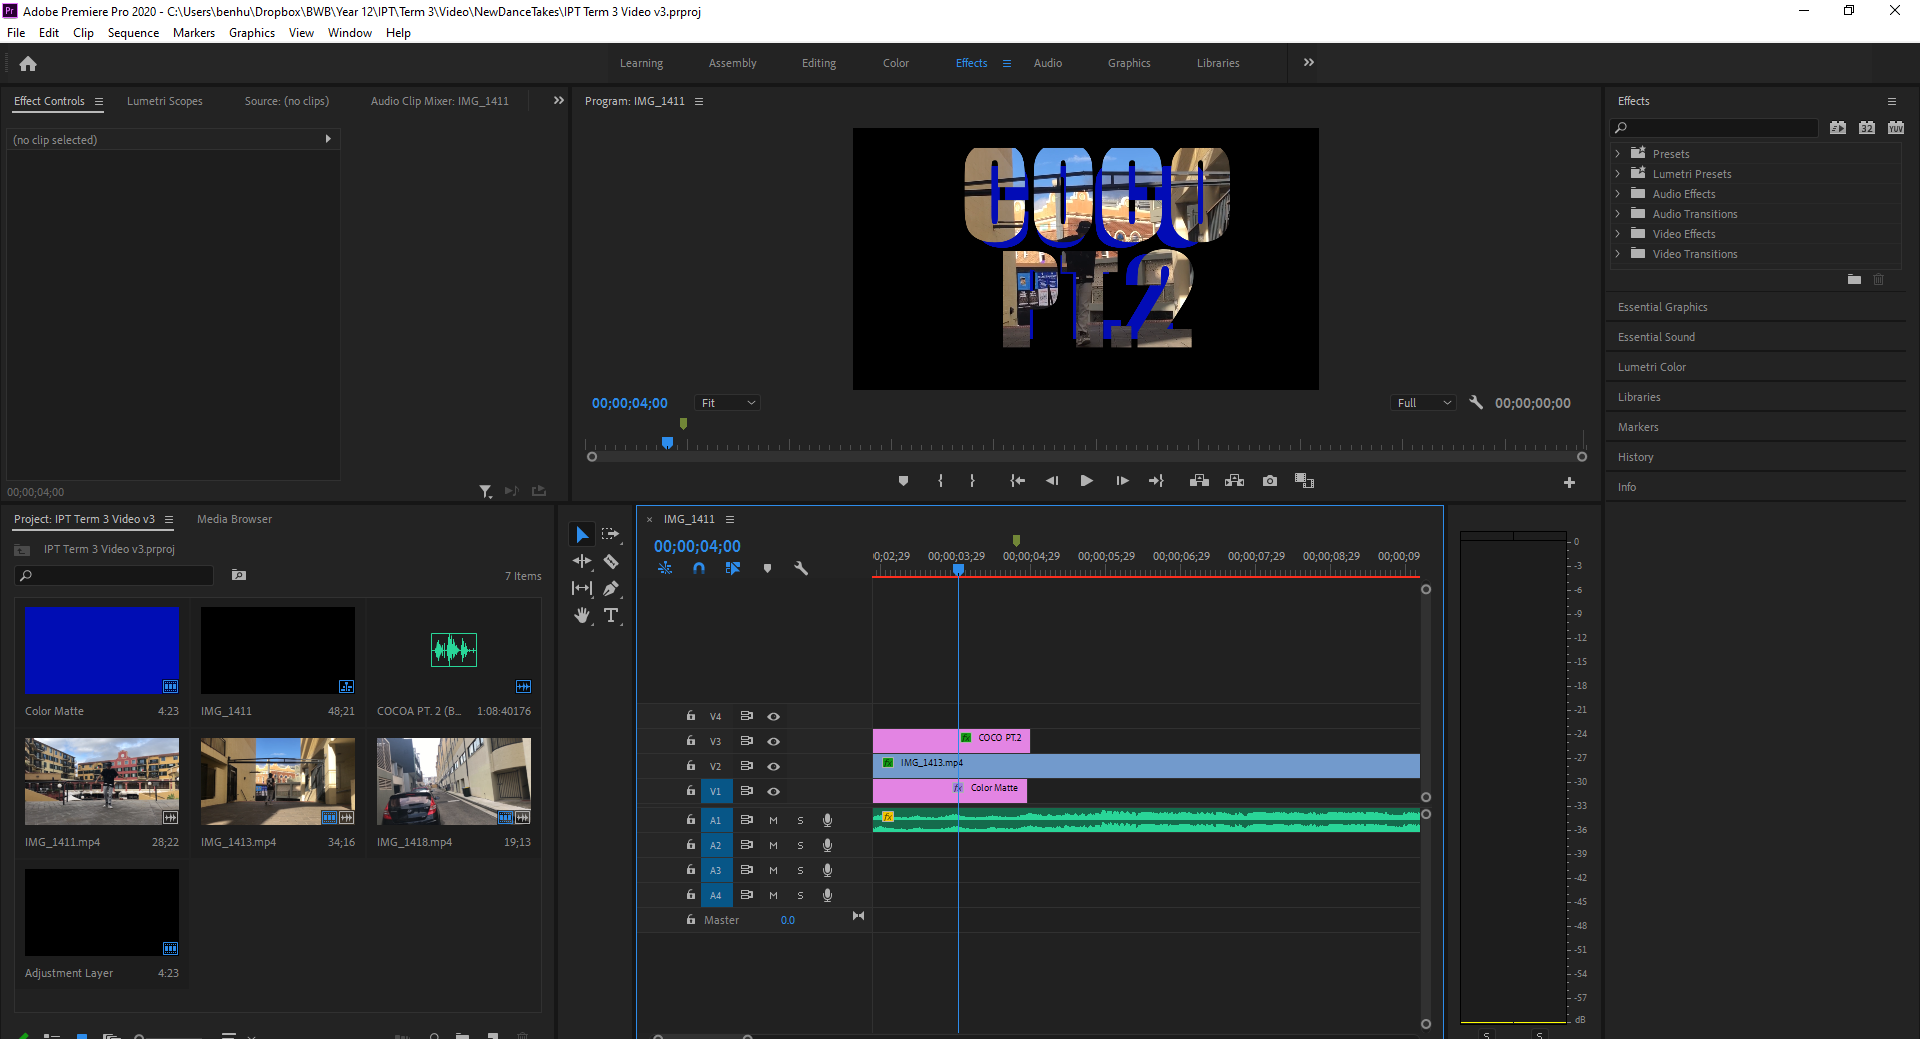 Pr Adobe Premiere Pro 2020 - C:\Users\benhu\Dropbox\BWB\Year 12\IPT\Term 3\Video\NewDanceTakes\IPT Term 3 Video v3.prproj
File Edit Clip Sequence Markers Graphics View Window Help
Learning Assembly Editing Color Effects Audio Graphics Libraries
Effect Controls Lumetri Scopes Source: (no clips) Audio Clip Mixer: IMG_1411
(no clip selected)
00;00;04;00
Program: IMG_1411
COCO
PT.2
00;00;04;00 Fit Full 00;00;00;00
Effects
32 YUV
Presets
Lumetri Presets
Audio Effects
Audio Transitions
Video Effects
Video Transitions
Essential Graphics
Essential Sound
Lumetri Color
Libraries
Markers
History
Info
Project: IPT Term 3 Video v3 Media Browser
IPT Term 3 Video v3.prproj
7 Items
Color Matte 4:23
IMG_1411 48;21
COCOA PT. 2 (B... 1:08:40176
IMG_1411.mp4 28;22
IMG_1413.mp4 34;16
IMG_1418.mp4 19;13
Adjustment Layer 4:23
T
× IMG_1411
00;00;04;00
0;02;29 00;00;03;29 00;00;04;29 00;00;05;29 00;00;06;29 00;00;07;29 00;00;08;29 00;00;09
V4
V3 fx COCO PT.2
V2 fx IMG_1413.mp4
V1 fx Color Matte
A1 M S fx
A2 M S
A3 M S
A4 M S
Master 0.0
0
-3
-6
-9
-12
-15
-18
-21
-24
-27
-30
-33
-36
-39
-42
-45
-48
-51
-54
-57
dB
S S